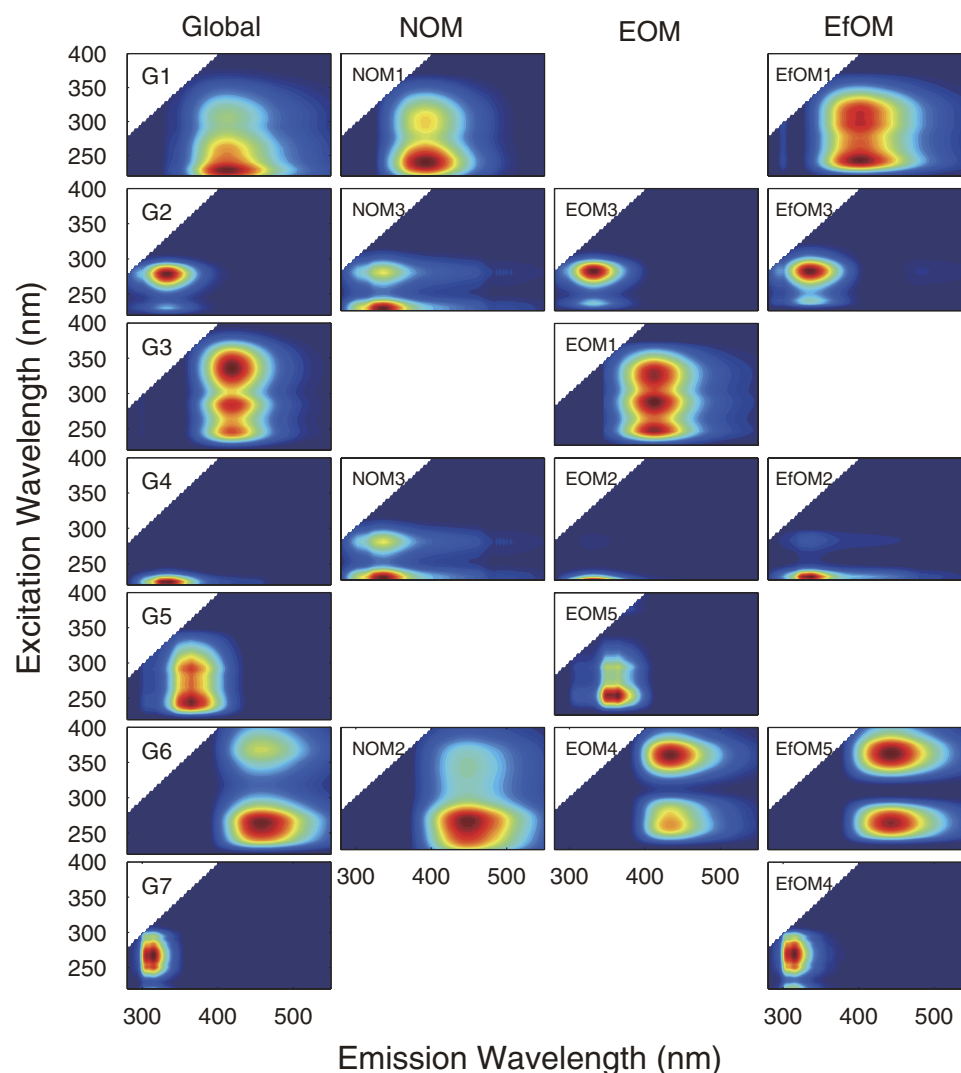 Global NOM EOM EfOM
Excitation Wavelength (nm)
400 G1 NOM1 EfOM1
350
300
250
400 G2 NOM3 EOM3 EfOM3
350
300
250
400 G3 EOM1
350
300
250
400 G4 NOM3 EOM2 EfOM2
350
300
250
400 G5 EOM5
350
300
250
400 G6 NOM2 EOM4 EfOM5
350
300
250
300 400 500 300 400 500
400 G7 EfOM4
350
300
250
300 400 500 300 400 500
Emission Wavelength (nm)